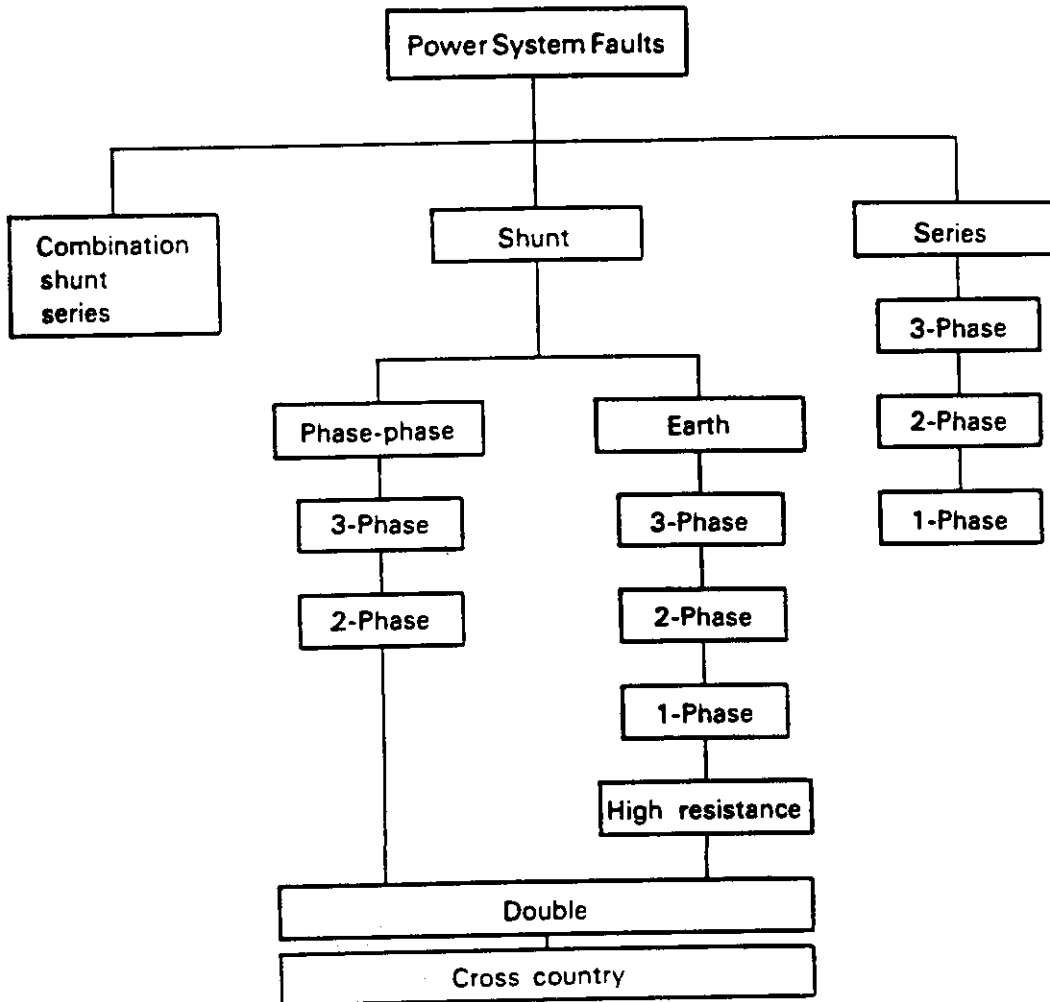 Power System Faults
Combination
shunt
series
Shunt
Series
3-Phase
2-Phase
1-Phase
Phase-phase
Earth
3-Phase
3-Phase
2-Phase
2-Phase
1-Phase
High resistance
Double
Cross country